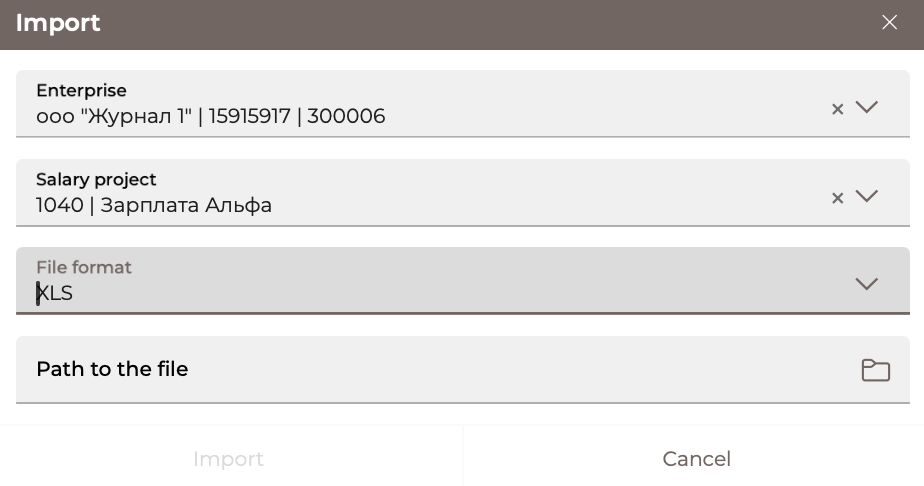 Import
Enterprise
ооо "Журнал 1" | 15915917 | 300006
Salary project
1040 | Зарплата Альфа
File format
XLS
Path to the file
Import
Cancel